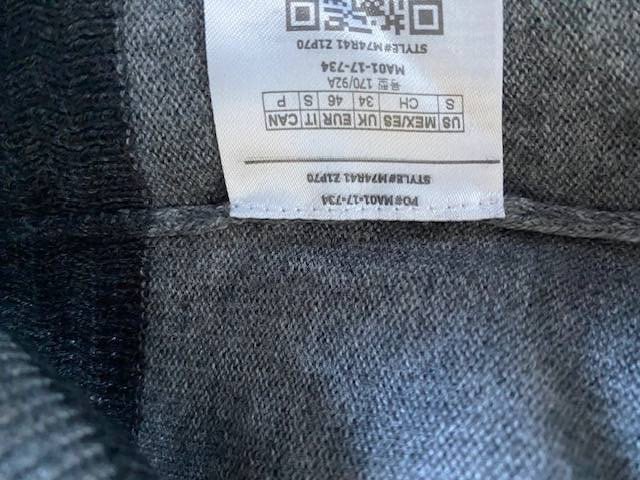 PO#MA01-17-734
STYLE#M74R41 Z1P70
US MEX/ES UK EUR IT CAN
S CH 34 46 S P
号型 170/92A
MA01-17-734
STYLE#M74R41 Z1P70